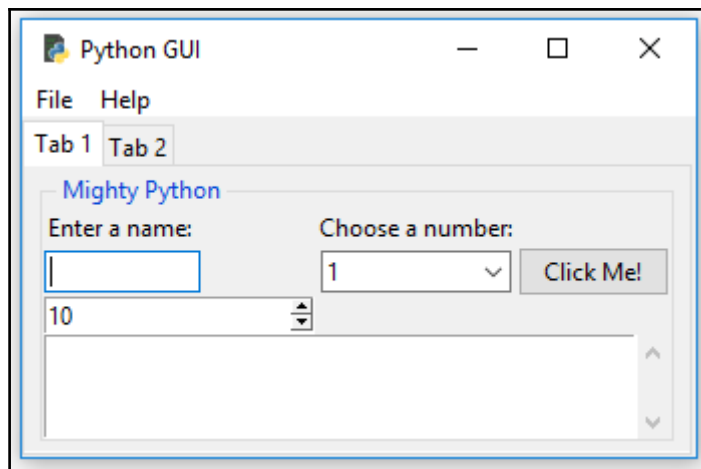 Python GUI
File Help
Tab 1 Tab 2
Mighty Python
Enter a name: Choose a number:
1 Click Me!
10